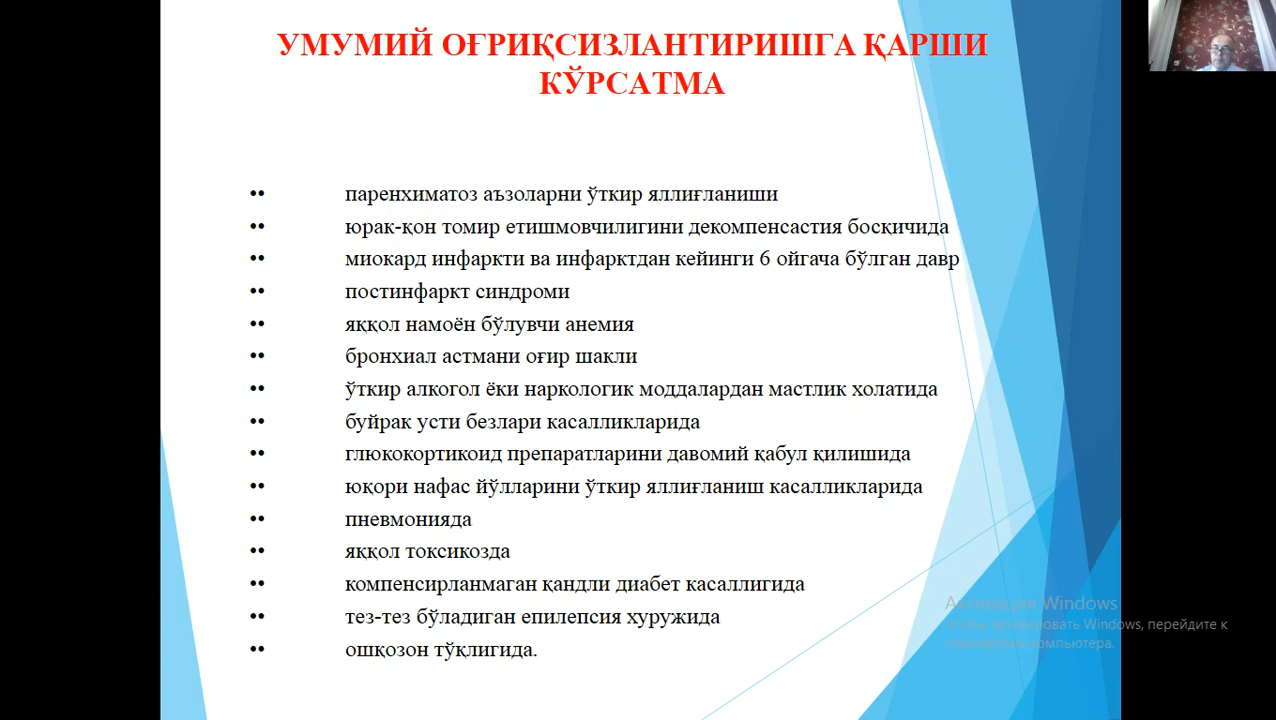 УМУМИЙ ОҒРИҚСИЗЛАНТИРИШГА ҚАРШИ
КЎРСАТМА
•• паренхиматоз аъзоларни ўткир яллиғланиши
•• юрак-қон томир етишмовчилигини декомпенсастия босқичида
•• миокард инфаркти ва инфарктдан кейинги 6 ойгача бўлган давр
•• постинфаркт синдроми
•• яққол намоён бўлувчи анемия
•• бронхиал астмани оғир шакли
•• ўткир алкогол ёки наркологик моддалардан мастлик холатида
•• буйрак усти безлари касалликларида
•• глюкокортикоид препаратларини давомий қабул қилишида
•• юқори нафас йўлларини ўткир яллиғланиш касалликларида
•• пневмонияда
•• яққол токсикозда
•• компенсирланмаган қандли диабет касаллигида
•• тез-тез бўладиган епилепсия хуружида
•• ошқозон тўқлигида.
Активация Windows
Чтобы активировать Windows, перейдите к
параметрам компьютера.